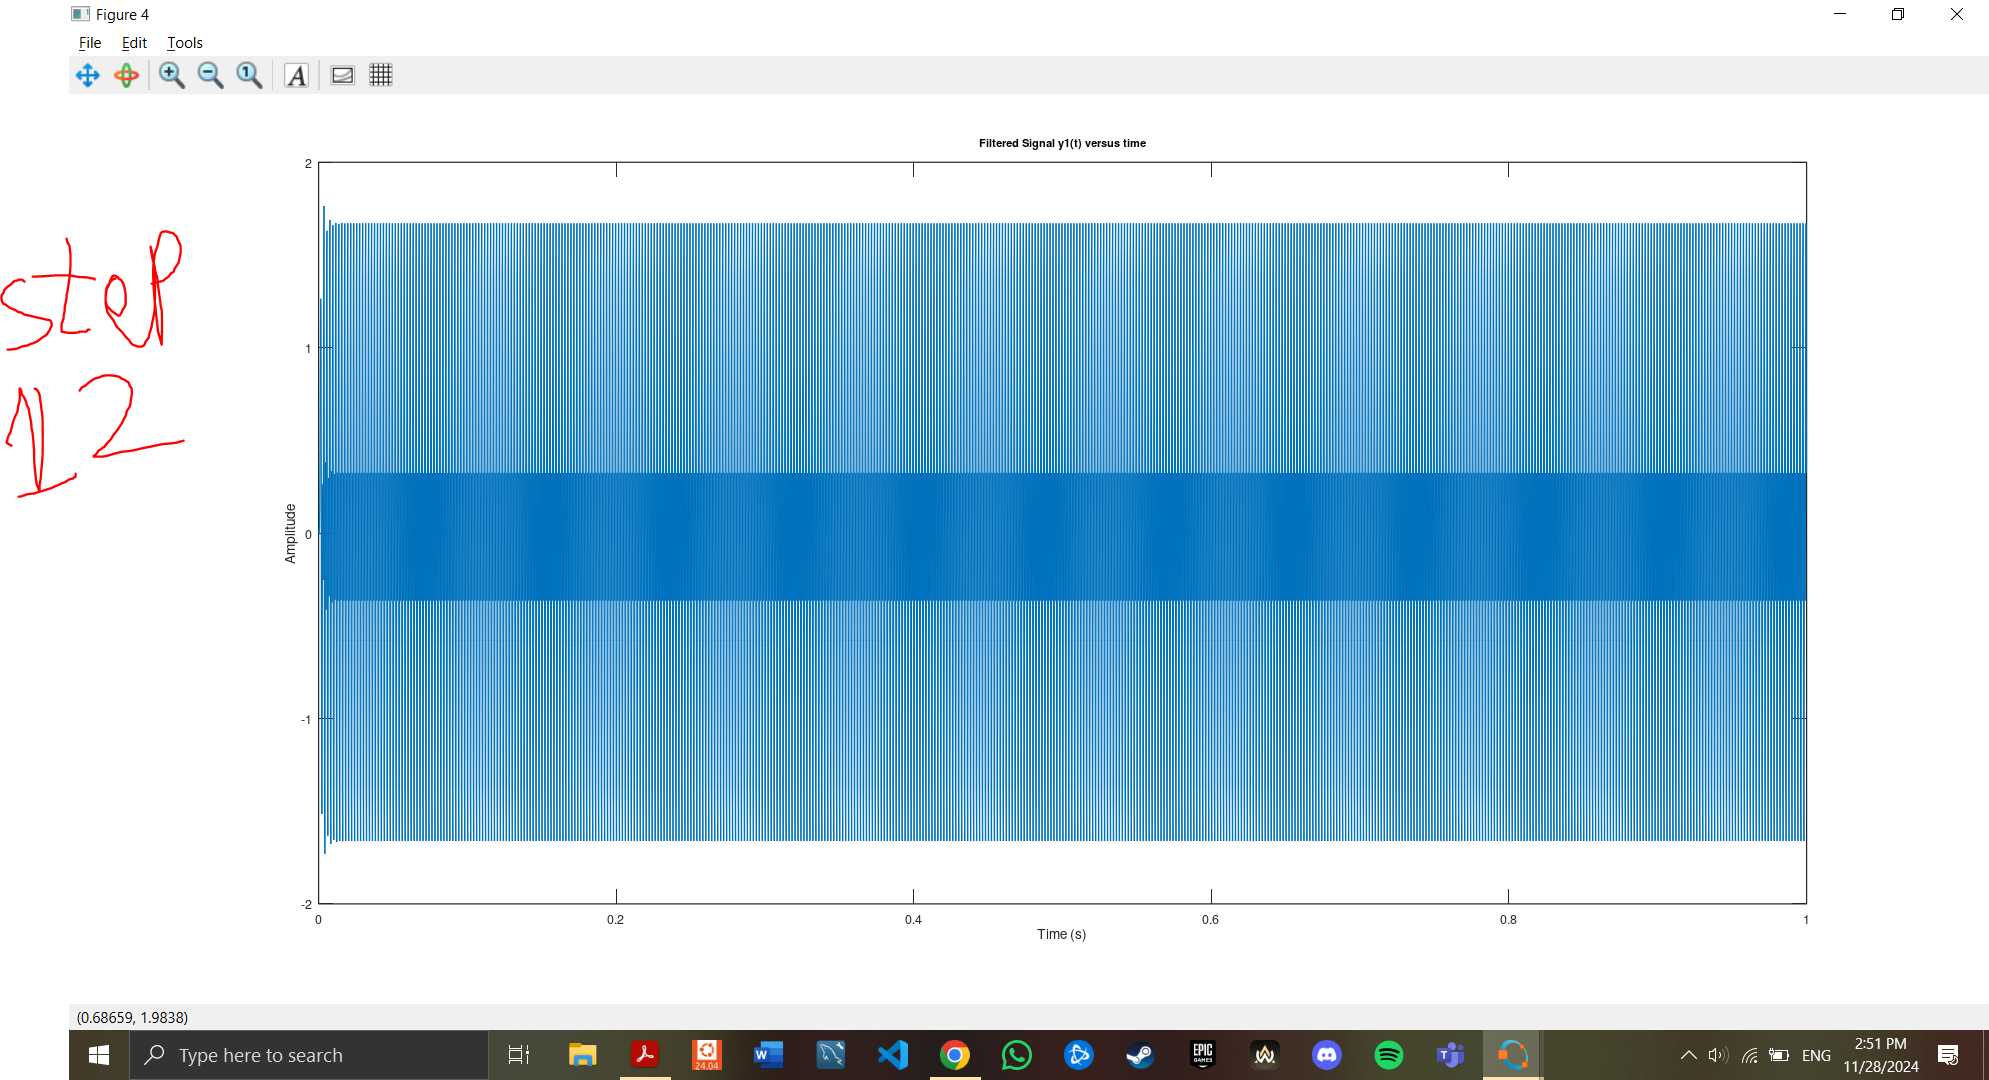 Figure 4
File Edit Tools
A
Filtered Signal y1(t) versus time
2
1
0
-1
-2
Amplitude
0 0.2 0.4 0.6 0.8 1
Time (s)
steP
12
(0.68659, 1.9838)
Type here to search
24.04
EPIC
GAMES
ENG
2:51 PM
11/28/2024